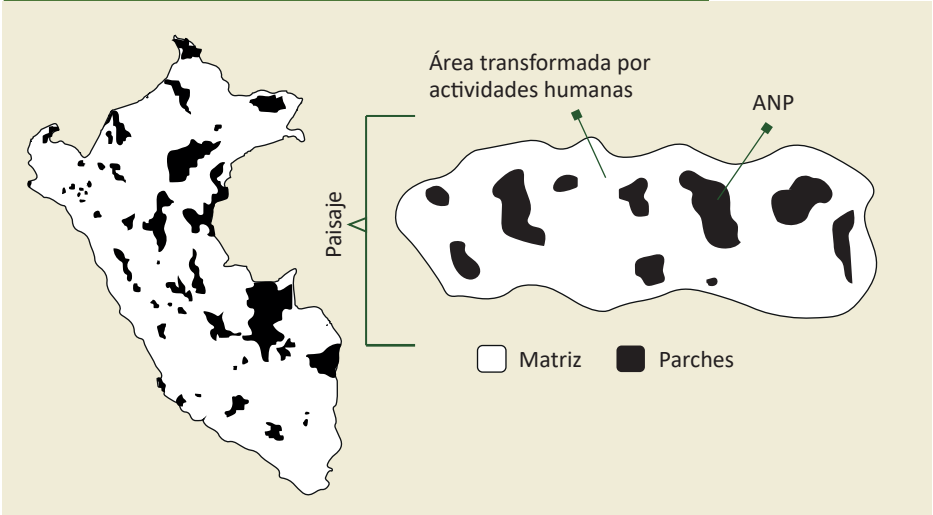 Área transformada por
actividades humanas
ANP
Paisaje
Matriz
Parches